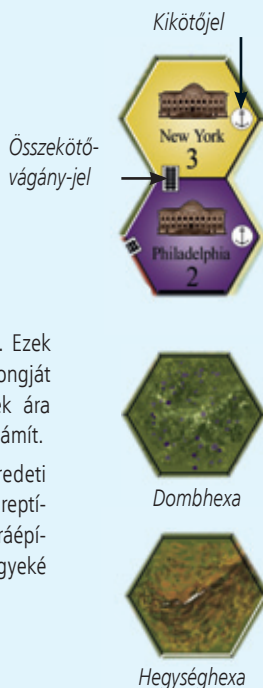 Kikötőjel
New York
3
Összekötő-
vágány-jel
Philadelphia
2
. Ezek
ongját
ek ára
ámít.
redeti
reptí-
ráépí-
gyeké
Dombhexa
Hegységhexa